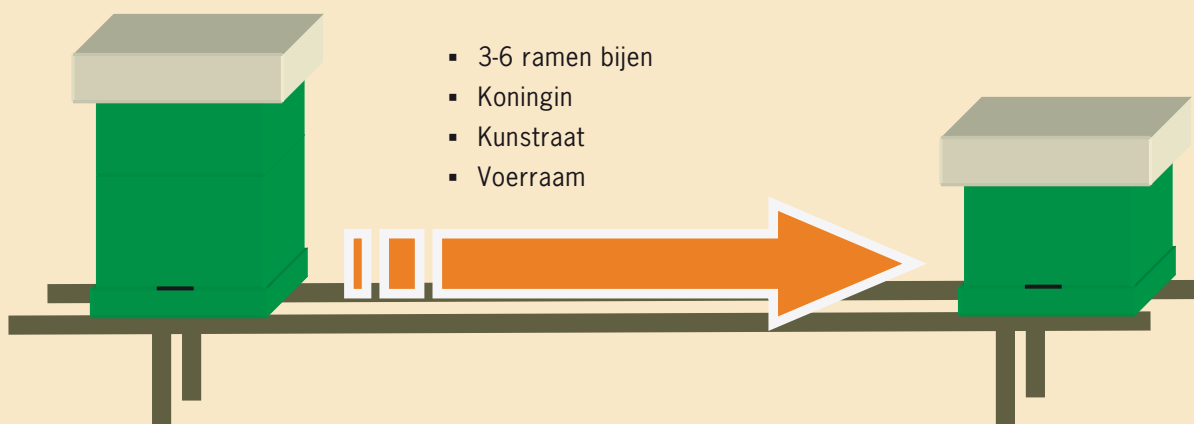 ▪ 3-6 ramen bijen
▪ Koningin
▪ Kunstraat
▪ Voerraam